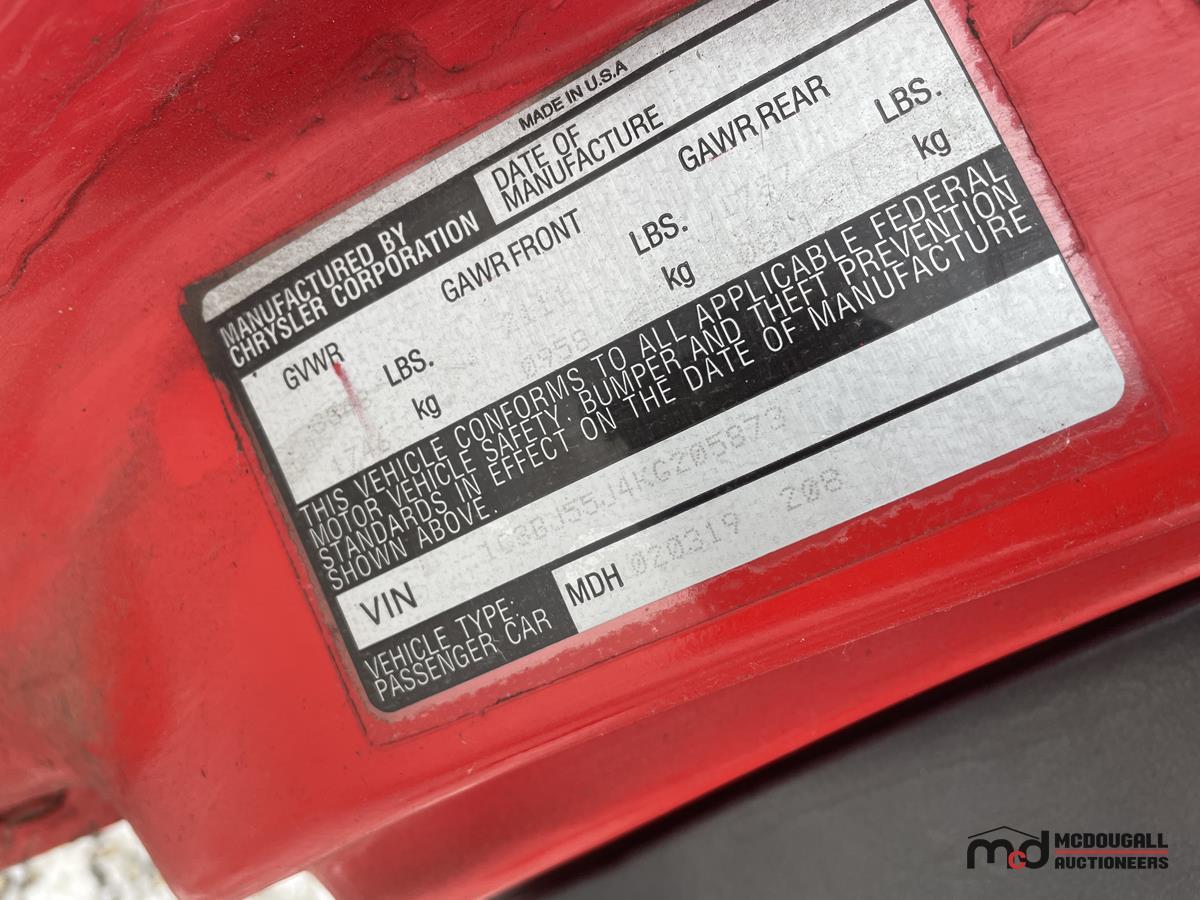 MADE IN U.S.A
MANUFACTURED BY
CHRYSLER CORPORATION
DATE OF
MANUFACTURE
GVWR
LBS.
kg
GAWR FRONT
0958
LBS.
kg
GAWR REAR
LBS.
kg
THIS VEHICLE CONFORMS TO ALL APPLICABLE FEDERAL
MOTOR VEHICLE SAFETY, BUMPER AND THEFT PREVENTION
STANDARDS IN EFFECT ON THE DATE OF MANUFACTURE
SHOWN ABOVE.
VIN 1C3BJ55J4KG205873
VEHICLE TYPE:
PASSENGER CAR
MDH 020319 208
mcd MCDOUGALL
AUCTIONEERS